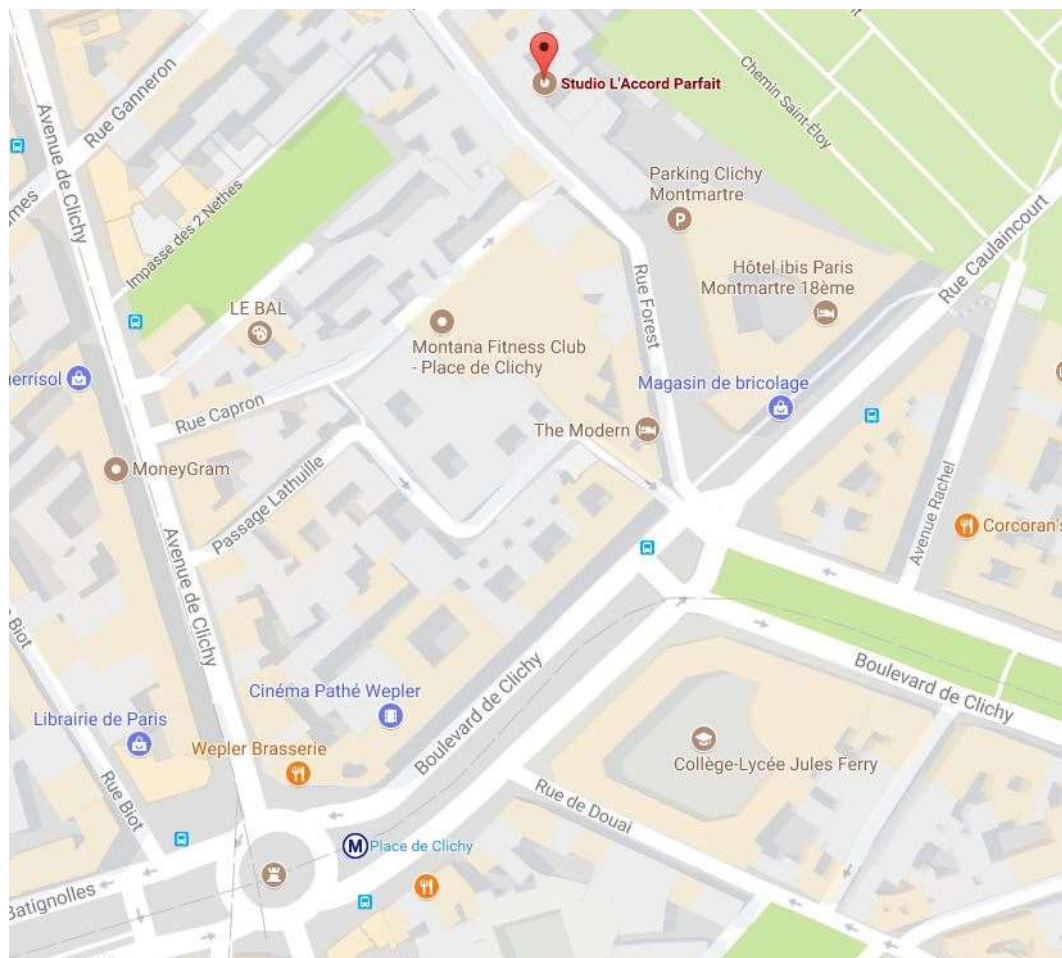 Studio L'Accord Parfait
Chemin Saint-Éloy
Rue Ganneron
Avenue de Clichy
Parking Clichy
Montmartre
P
Impasse des 2 Nethes
Rue Caulaincourt
Hôtel ibis Paris
Montmartre 18ème
Rue Forest
LE BAL
Montana Fitness Club
- Place de Clichy
Magasin de bricolage
Rue Capron
The Modern
MoneyGram
Passage Lathuille
Avenue Rachel
Corcoran's
Avenue de Clichy
Biot
Boulevard de Clichy
Boulevard de Clichy
Cinéma Pathé Wepler
Librairie de Paris
Wepler Brasserie
Collège-Lycée Jules Ferry
Rue Biot
Rue de Douai
M
Place de Clichy
Batignolles